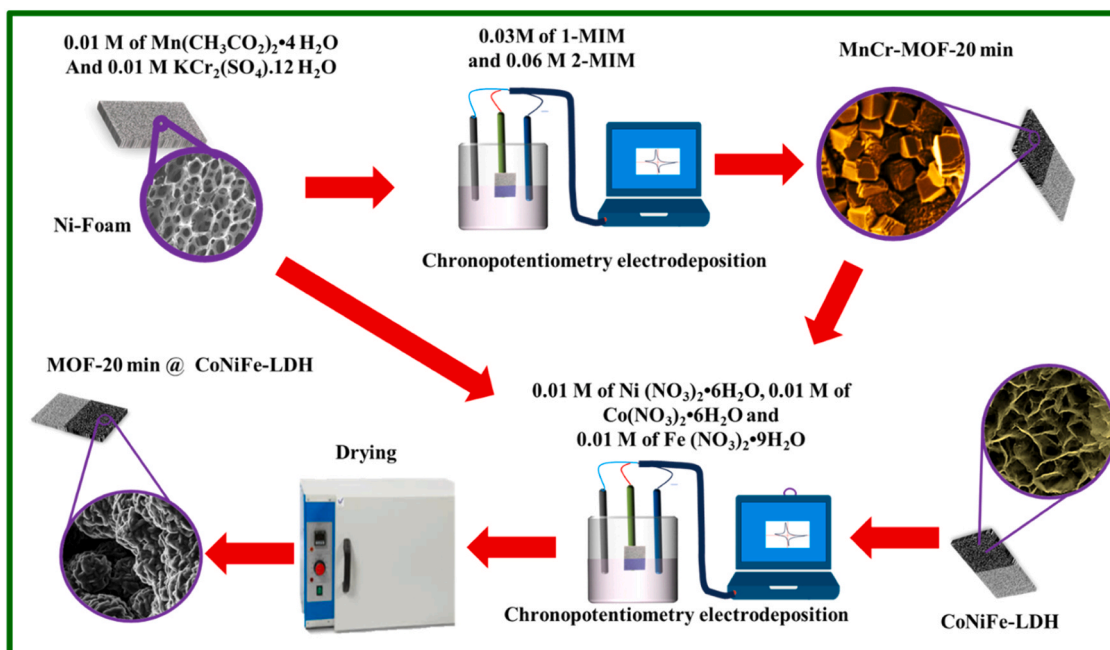 0.01 M of Mn(CH₃CO₂)₂•4 H₂O
And 0.01 M KCr₂(SO₄).12 H₂O
Ni-Foam
0.03M of 1-MIM
and 0.06 M 2-MIM
Chronopotentiometry electrodeposition
MnCr-MOF-20 min
MOF-20 min @ CoNiFe-LDH
Drying
0.01 M of Ni (NO₃)₂•6H₂O, 0.01 M of
Co(NO₃)₂•6H₂O and
0.01 M of Fe (NO₃)₂•9H₂O
Chronopotentiometry electrodeposition
CoNiFe-LDH